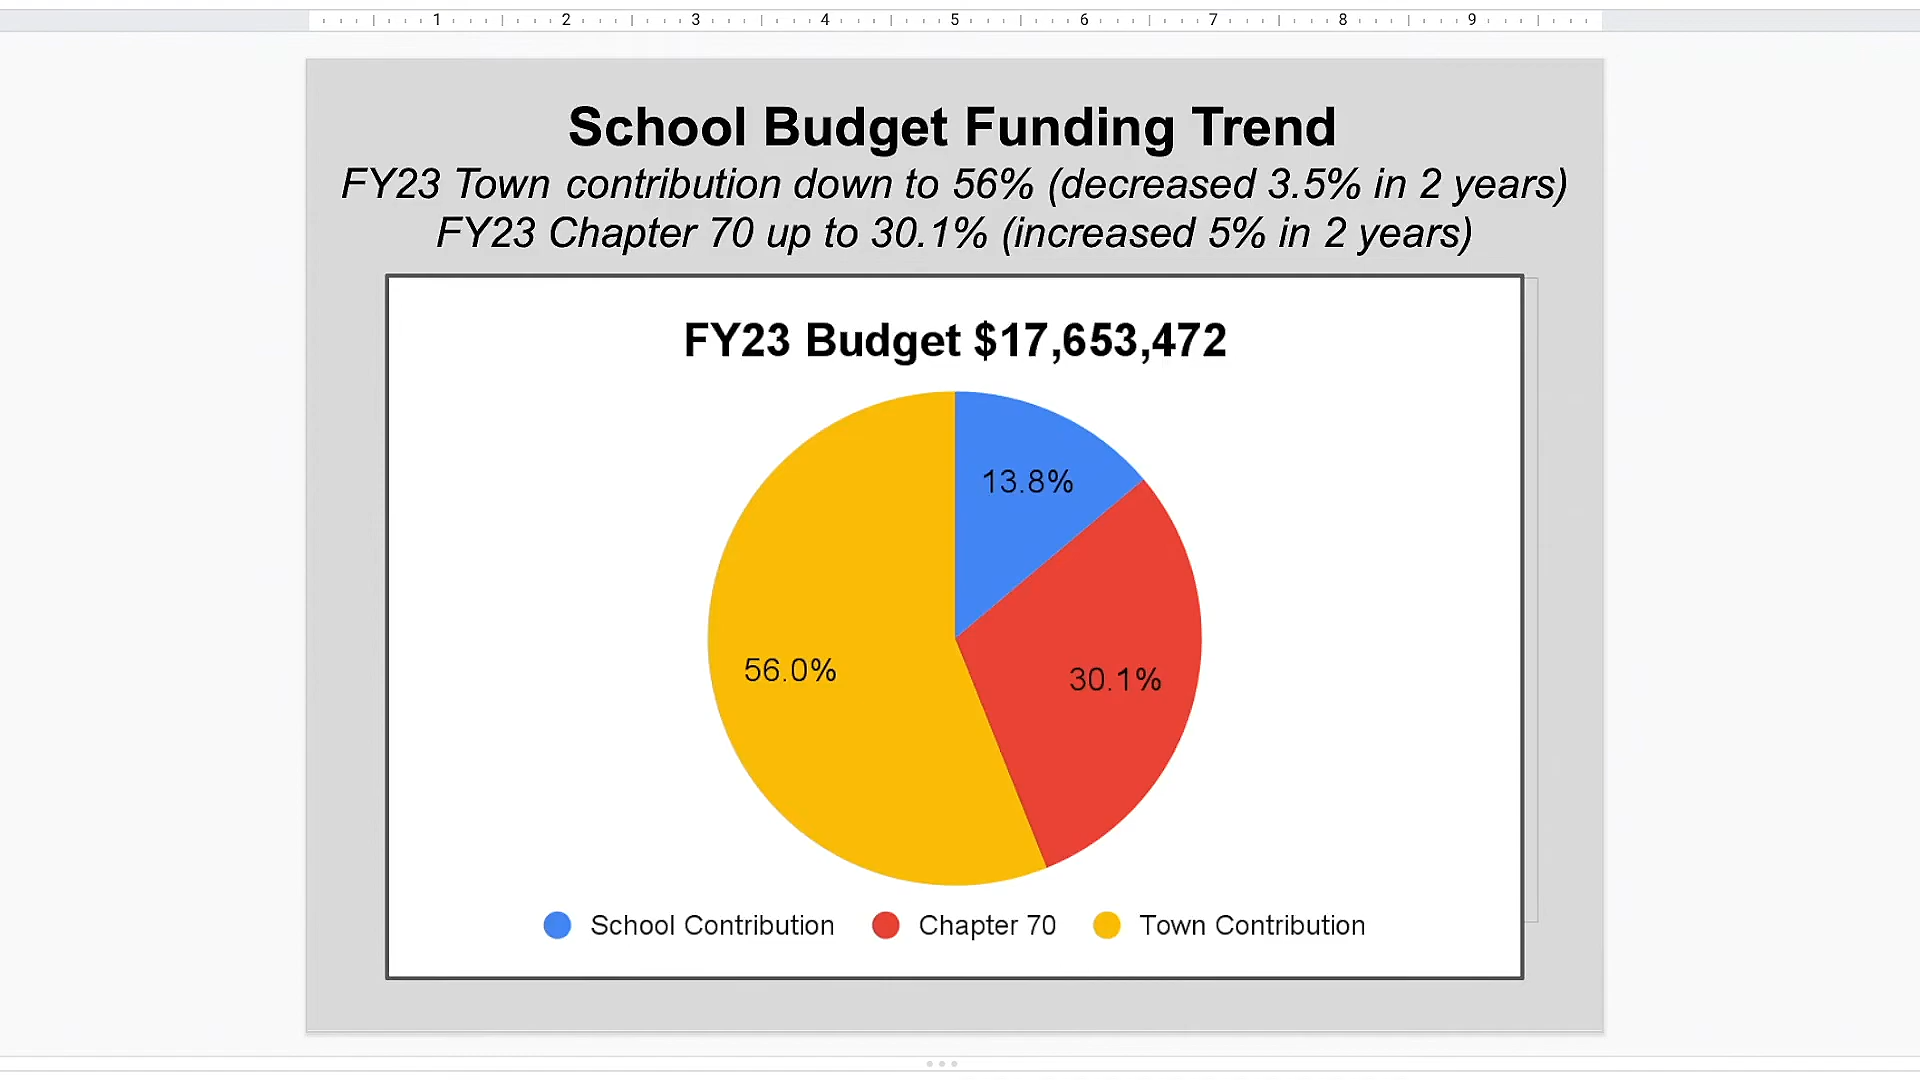 1 2 3 4 5 6 7 8 9
School Budget Funding Trend
FY23 Town contribution down to 56% (decreased 3.5% in 2 years)
FY23 Chapter 70 up to 30.1% (increased 5% in 2 years)
FY23 Budget $17,653,472
13.8%
56.0%
30.1%
School Contribution Chapter 70 Town Contribution